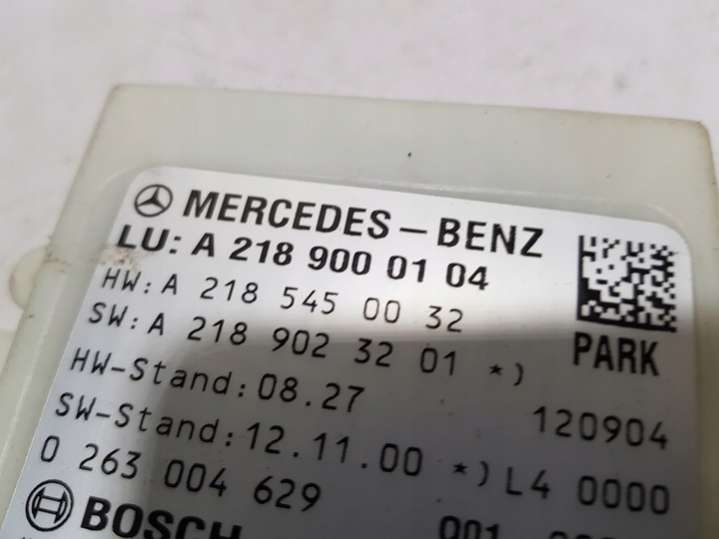 MERCEDES-BENZ
LU: A 218 900 01 04
HW: A 218 545 00 32
SW: A 218 902 32 01 *)
PARK
HW-Stand: 08.27
120904
SW-Stand: 12.11.00 *) L4 0000
0 263 004 629
BOSCH
001